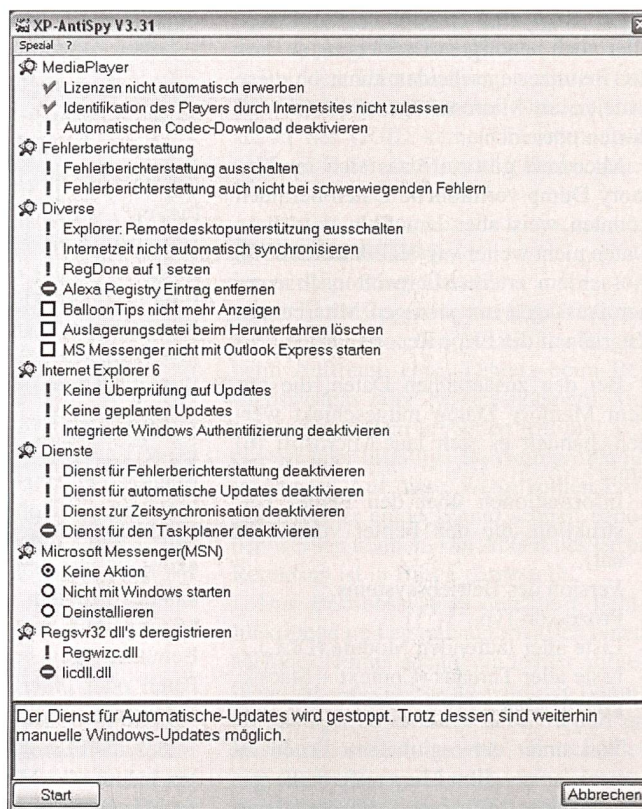 XP-AntiSpy V3.31
Spezial ?
MediaPlayer
Lizenzen nicht automatisch erwerben
Identifikation des Players durch Internetsites nicht zulassen
Automatischen Codec-Download deaktivieren
Fehlerberichterstattung
Fehlerberichterstattung ausschalten
Fehlerberichterstattung auch nicht bei schwerwiegenden Fehlern
Diverse
Explorer: Remotedesktopunterstützung ausschalten
Internetzeit nicht automatisch synchronisieren
RegDone auf 1 setzen
Alexa Registry Eintrag entfernen
BalloonTips nicht mehr Anzeigen
Auslagerungsdatei beim Herunterfahren löschen
MS Messenger nicht mit Outlook Express starten
Internet Explorer 6
Keine Überprüfung auf Updates
Keine geplanten Updates
Integrierte Windows Authentifizierung deaktivieren
Dienste
Dienst für Fehlerberichterstattung deaktivieren
Dienst für automatische Updates deaktivieren
Dienst zur Zeitsynchronisation deaktivieren
Dienst für den Taskplaner deaktivieren
Microsoft Messenger(MSN)
Keine Aktion
Nicht mit Windows starten
Deinstallieren
Regsvr32 dll's deregistrieren
Regwizc.dll
licdll.dll
Der Dienst für Automatische-Updates wird gestoppt. Trotz dessen sind weiterhin
manuelle Windows-Updates möglich.
Start
Abbrechen